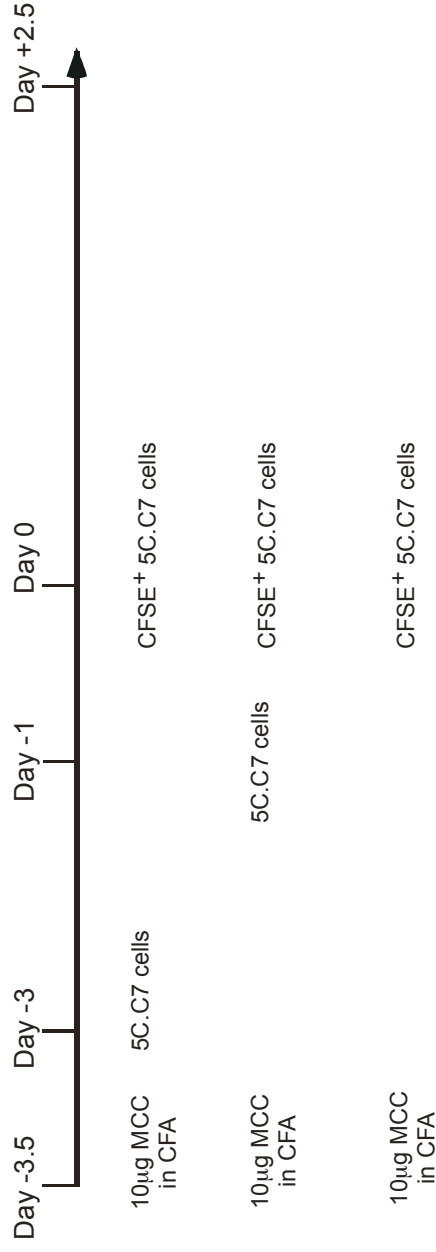 Day -3.5 Day -3 Day -1 Day 0 Day +2.5
10µg MCC
in CFA
5C.C7 cells
CFSE+ 5C.C7 cells
10µg MCC
in CFA
5C.C7 cells
CFSE+ 5C.C7 cells
10µg MCC
in CFA
CFSE+ 5C.C7 cells